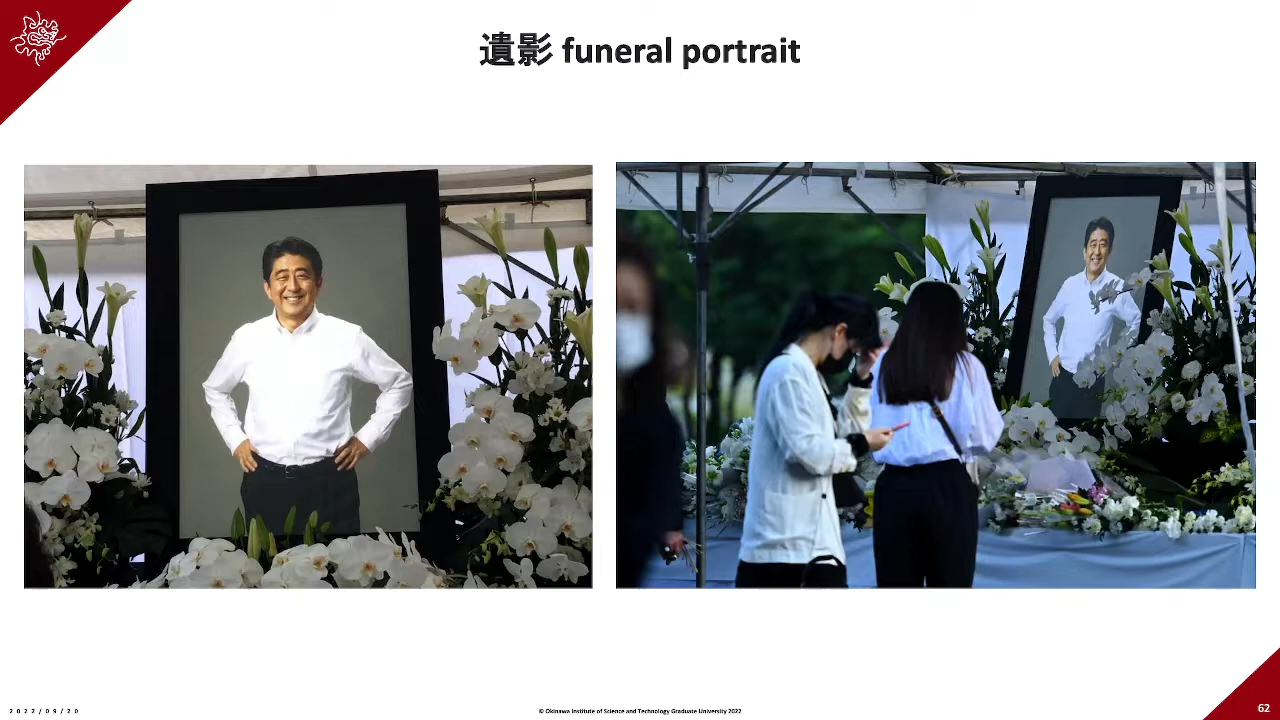 遺影 funeral portrait
2022/09/20
© Okinawa Institute of Science and Technology Graduate University 2022
62